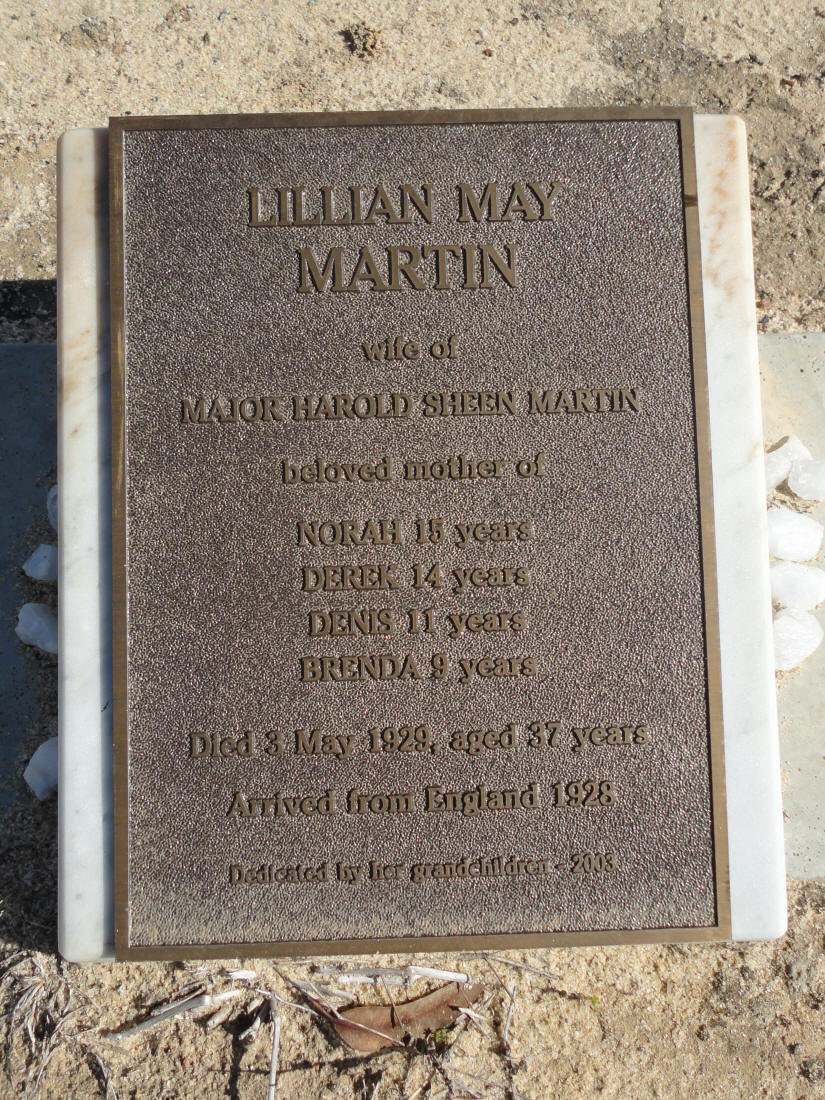 LILLIAN MAY
MARTIN
wife of
MAJOR HAROLD SHEEN MARTIN
beloved mother of
NORAH 15 years
DEREK 14 years
DENIS 11 years
BRENDA 9 years
Died 3 May 1929, aged 37 years
Arrived from England 1928
Dedicated by her grandchildren - 2003